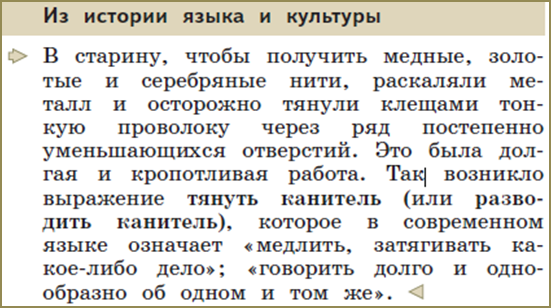 Из истории языка и культуры
В старину, чтобы получить медные, золо-
тые и серебряные нити, раскаляли ме-
талл и осторожно тянули клещами тон-
кую проволоку через ряд постепенно
уменьшающихся отверстий. Это была дол-
гая и кропотливая работа. Так возникло
выражение тянуть канитель (или разво-
дить канитель), которое в современном
языке означает «медлить, затягивать ка-
кое-либо дело»; «говорить долго и одно-
образно об одном и том же».